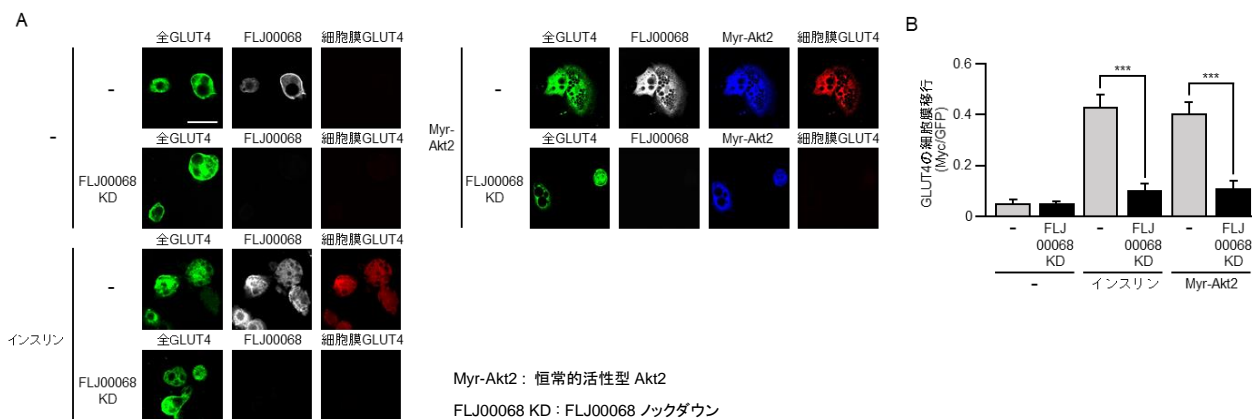 A
全GLUT4 FLJ00068 細胞膜GLUT4
-
-
全GLUT4 FLJ00068 細胞膜GLUT4
FLJ00068
KD
全GLUT4 FLJ00068 細胞膜GLUT4
-
インスリン
全GLUT4 FLJ00068 細胞膜GLUT4
FLJ00068
KD
全GLUT4 FLJ00068 Myr-Akt2 細胞膜GLUT4
-
Myr-
Akt2
全GLUT4 FLJ00068 Myr-Akt2 細胞膜GLUT4
FLJ00068
KD
Myr-Akt2 : 恒常的活性型 Akt2
FLJ00068 KD : FLJ00068 ノックダウン
B
GLUT4の細胞膜移行
(Myc/GFP)
0.6
0.4
0.2
0
*** ***
- FLJ - FLJ - FLJ
00068 00068 00068
KD KD KD
- インスリン Myr-Akt2